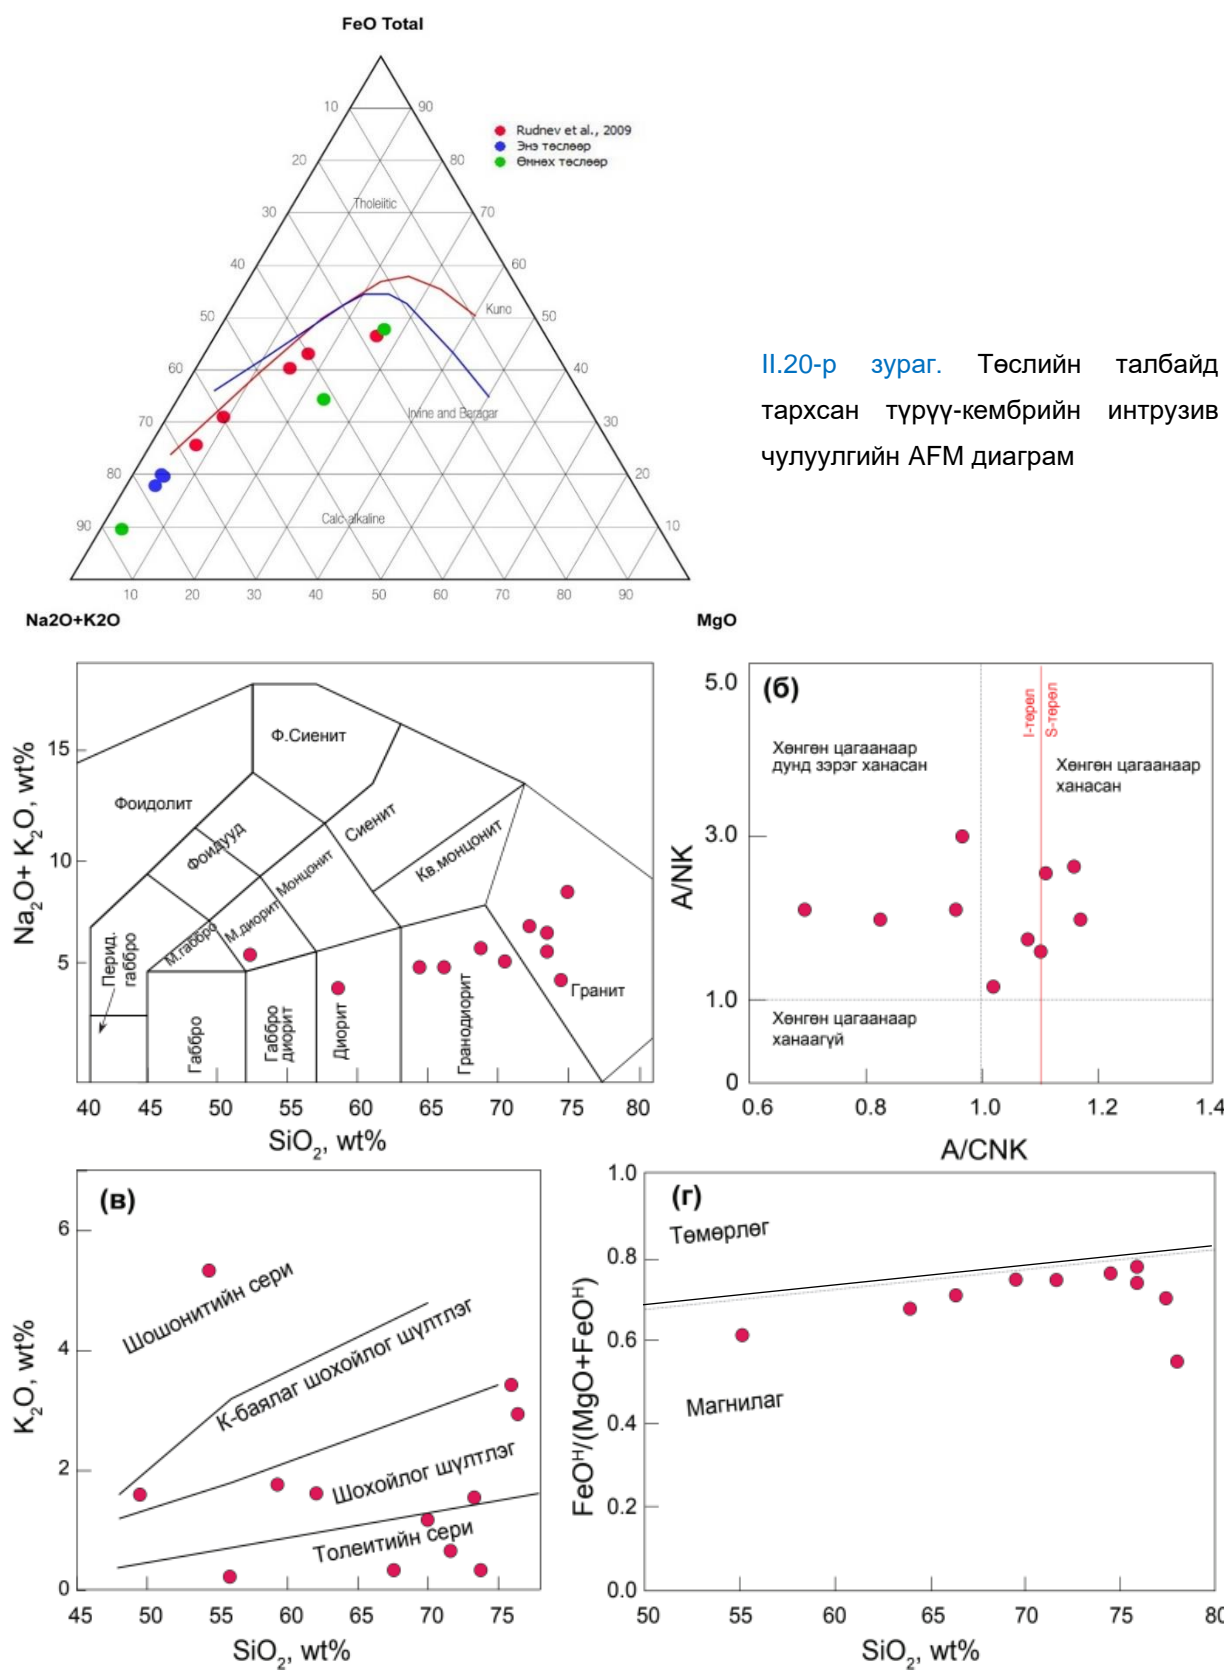 FeO Total
10 90
Rudnev et al., 2009
Энэ төслөөр
Өмнөх төслөөр
20 80
Tholeiitic
30 70
40 60
50 Kuno
60 40
Irvine and Baragar
70 30
80 20
Calc-alkaline
90 10
10 20 30 40 50 60 70 80 90
Na2O+K2O MgO
II.20-р зураг. Төслийн талбайд
тархсан түрүү-кембрийн интрузив
чулуулгийн AFM диаграм
Na₂O+ K₂O, wt%
15
10
5
Ф.Сиенит
Фоидолит
Фоидууд
Сиенит
Кв.монцонит
Монцонит
М.диорит
М.габбро
Перид.
габбро
Габбро
Габбро
диорит
Диорит
Гранодиорит
Гранит
40 45 50 55 60 65 70 75 80
SiO₂, wt%
(б)
A/NK
5.0
3.0
1.0
0
I-төрөл
S-төрөл
Хөнгөн цагаанаар
дунд зэрэг ханасан
Хөнгөн цагаанаар
ханасан
Хөнгөн цагаанаар
ханаагүй
0.6 0.8 1.0 1.2 1.4
A/CNK
(в)
K₂O, wt%
6
4
2
0
Шошонитийн сери
К-баялаг шохойлог шүлтлэг
Шохойлог шүлтлэг
Толеитийн сери
45 50 55 60 65 70 75
SiO₂, wt%
(г)
FeOᴴ/(MgO+FeOᴴ)
1.0
0.8
0.6
0.4
0.2
0.0
Төмөрлөг
Магнилаг
50 55 60 65 70 75 80
SiO₂, wt%